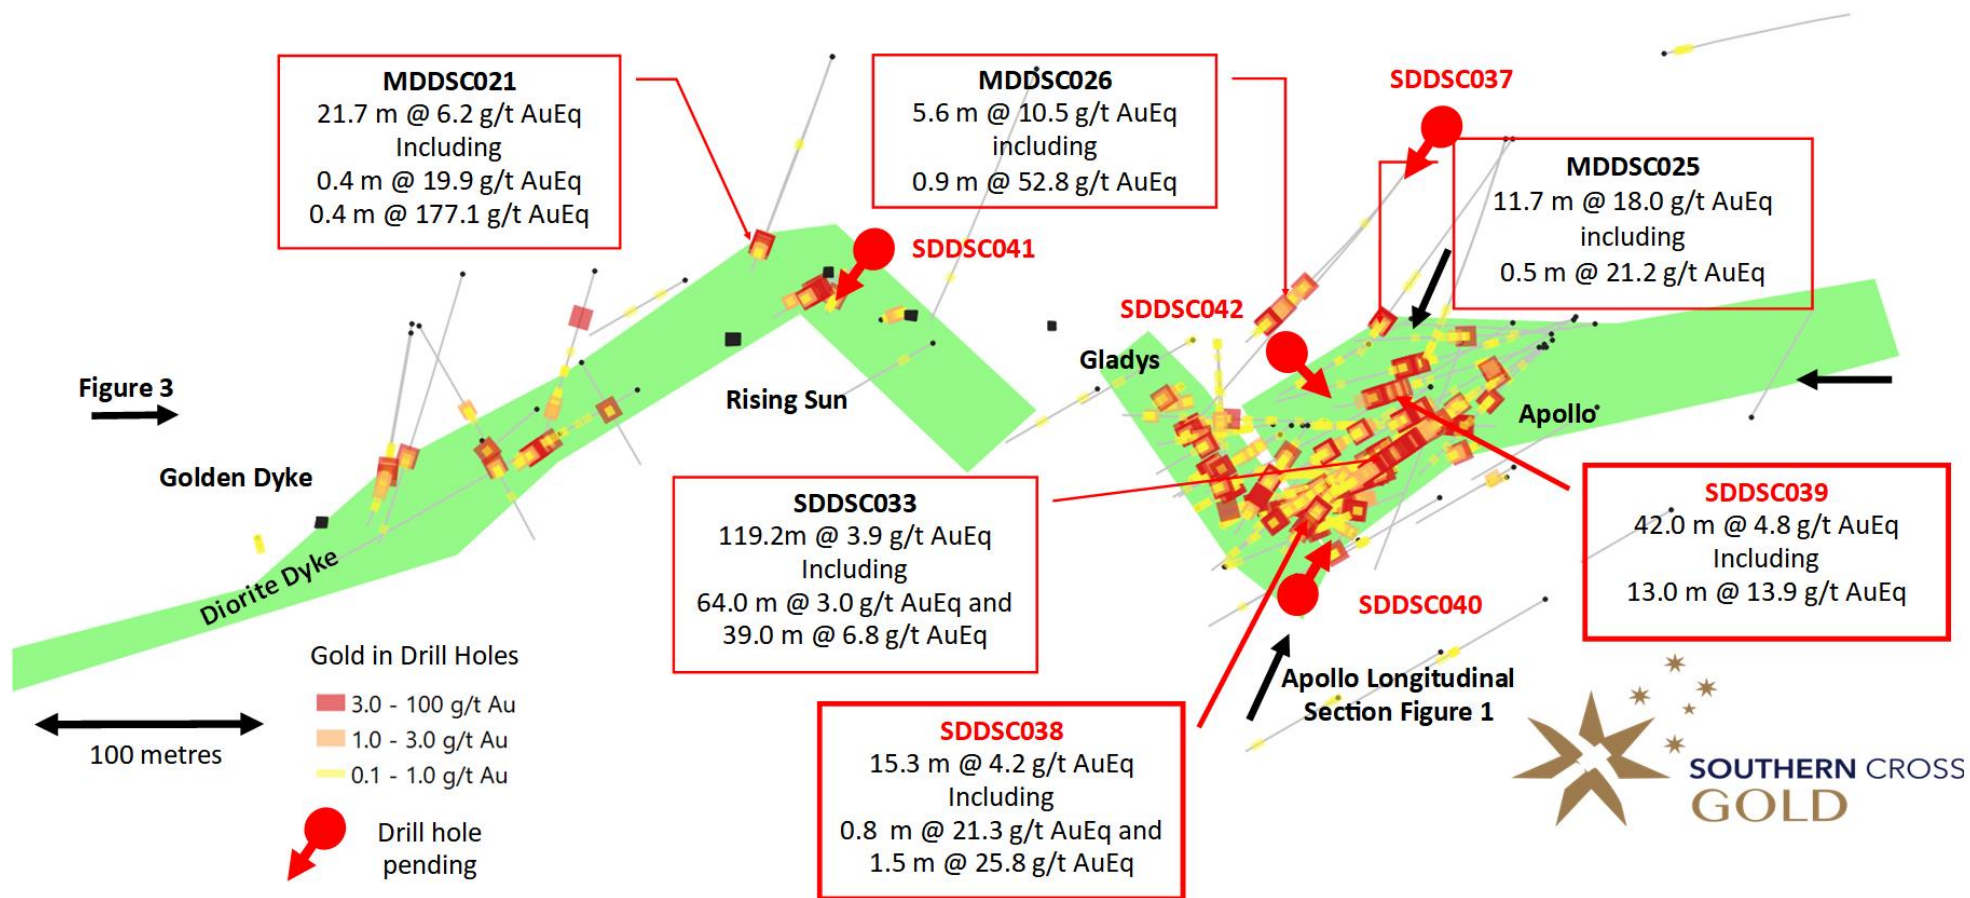 MDDSC021
21.7 m @ 6.2 g/t AuEq
Including
0.4 m @ 19.9 g/t AuEq
0.4 m @ 177.1 g/t AuEq
MDDSC026
5.6 m @ 10.5 g/t AuEq
including
0.9 m @ 52.8 g/t AuEq
SDDSC037
MDDSC025
11.7 m @ 18.0 g/t AuEq
including
0.5 m @ 21.2 g/t AuEq
SDDSC041
SDDSC042
Gladys
Figure 3
Rising Sun
Apollo
Golden Dyke
Diorite Dyke
SDDSC033
119.2m @ 3.9 g/t AuEq
Including
64.0 m @ 3.0 g/t AuEq and
39.0 m @ 6.8 g/t AuEq
SDDSC039
42.0 m @ 4.8 g/t AuEq
Including
13.0 m @ 13.9 g/t AuEq
SDDSC040
Apollo Longitudinal
Section Figure 1
Gold in Drill Holes
3.0 - 100 g/t Au
1.0 - 3.0 g/t Au
0.1 - 1.0 g/t Au
100 metres
Drill hole
pending
SDDSC038
15.3 m @ 4.2 g/t AuEq
Including
0.8 m @ 21.3 g/t AuEq and
1.5 m @ 25.8 g/t AuEq
SOUTHERN CROSS
GOLD